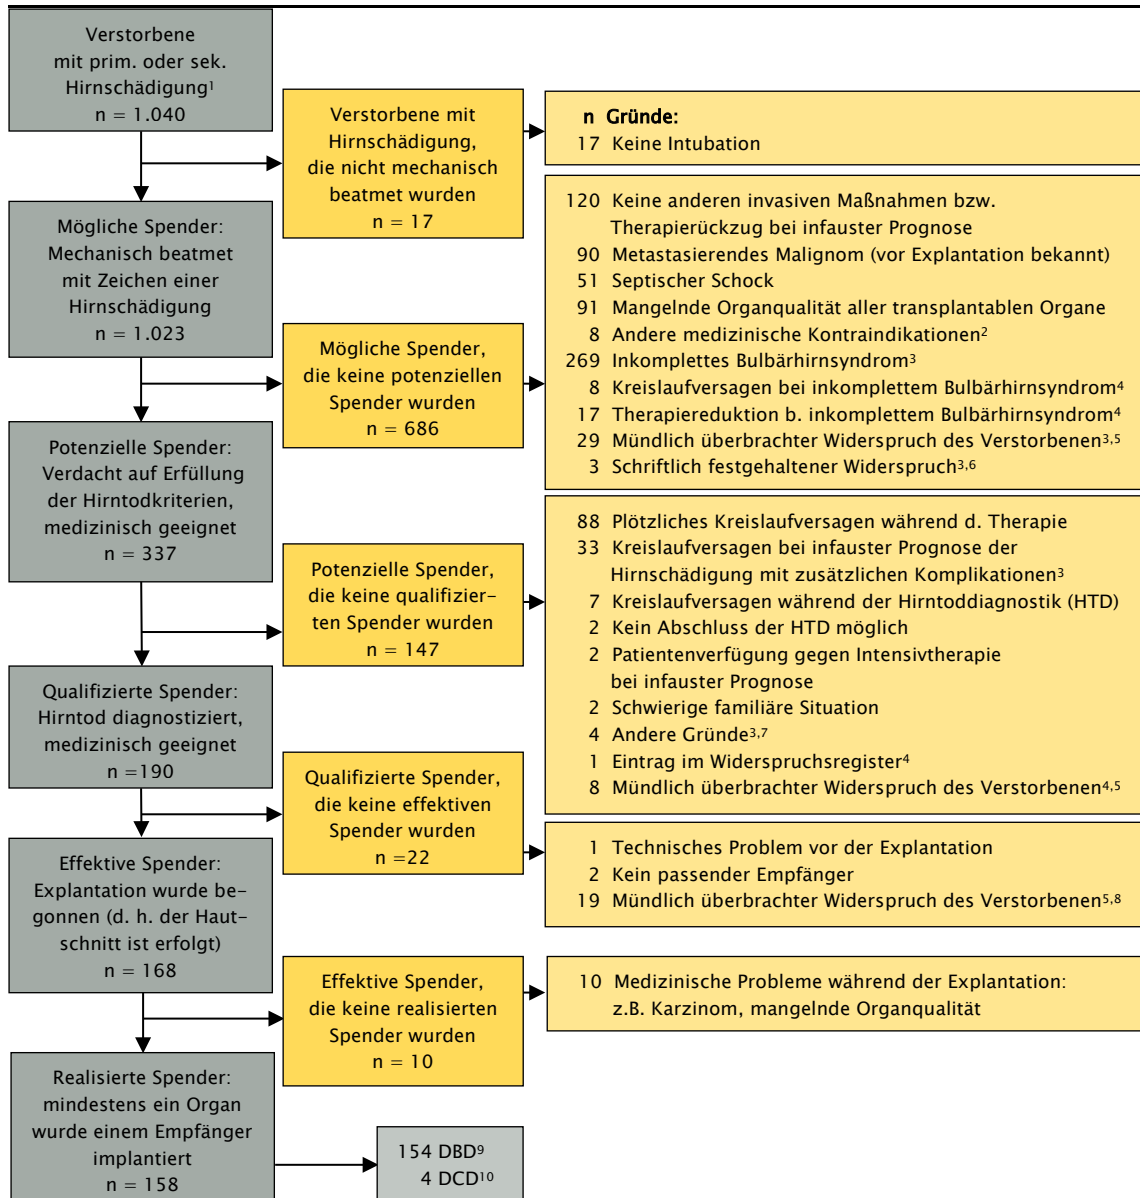 Verstorbene
mit prim. oder sek.
Hirnschädigung¹
n = 1.040
Verstorbene mit
Hirnschädigung,
die nicht mechanisch
beatmet wurden
n = 17
n Gründe:
17 Keine Intubation
Mögliche Spender:
Mechanisch beatmet
mit Zeichen einer
Hirnschädigung
n = 1.023
Mögliche Spender,
die keine potenziellen
Spender wurden
n = 686
120 Keine anderen invasiven Maßnahmen bzw.
Therapierückzug bei infauster Prognose
90 Metastasierendes Malignom (vor Explantation bekannt)
51 Septischer Schock
91 Mangelnde Organqualität aller transplantablen Organe
8 Andere medizinische Kontraindikationen²
269 Inkomplettes Bulbärhirnsyndrom³
8 Kreislaufversagen bei inkomplettem Bulbärhirnsyndrom⁴
17 Therapiereduktion b. inkomplettem Bulbärhirnsyndrom⁴
29 Mündlich überbrachter Widerspruch des Verstorbenen³,⁵
3 Schriftlich festgehaltener Widerspruch³,⁶
Potenzielle Spender:
Verdacht auf Erfüllung
der Hirntodkriterien,
medizinisch geeignet
n = 337
Potenzielle Spender,
die keine qualifizier-
ten Spender wurden
n = 147
88 Plötzliches Kreislaufversagen während d. Therapie
33 Kreislaufversagen bei infauster Prognose der
Hirnschädigung mit zusätzlichen Komplikationen³
7 Kreislaufversagen während der Hirntoddiagnostik (HTD)
2 Kein Abschluss der HTD möglich
2 Patientenverfügung gegen Intensivtherapie
bei infauster Prognose
2 Schwierige familiäre Situation
4 Andere Gründe³,⁷
1 Eintrag im Widerspruchsregister⁴
8 Mündlich überbrachter Widerspruch des Verstorbenen⁴,⁵
Qualifizierte Spender:
Hirntod diagnostiziert,
medizinisch geeignet
n =190
Qualifizierte Spender,
die keine effektiven
Spender wurden
n =22
1 Technisches Problem vor der Explantation
2 Kein passender Empfänger
19 Mündlich überbrachter Widerspruch des Verstorbenen⁵,⁸
Effektive Spender:
Explantation wurde be-
gonnen (d. h. der Haut-
schnitt ist erfolgt)
n = 168
Effektive Spender,
die keine realisierten
Spender wurden
n = 10
10 Medizinische Probleme während der Explantation:
z.B. Karzinom, mangelnde Organqualität
Realisierte Spender:
mindestens ein Organ
wurde einem Empfänger
implantiert
n = 158
154 DBD⁹
4 DCD¹⁰